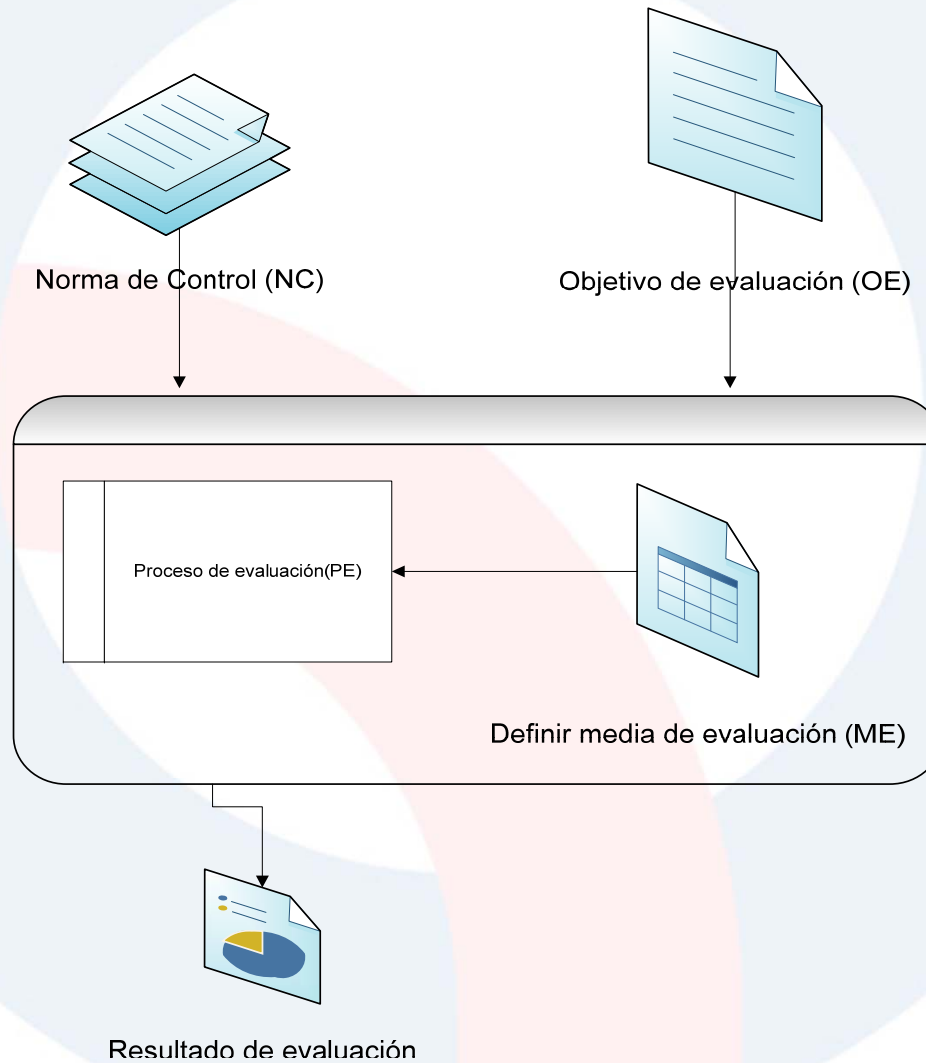 Norma de Control (NC)
Objetivo de evaluación (OE)
Proceso de evaluación(PE)
Definir media de evaluación (ME)
Resultado de evaluación